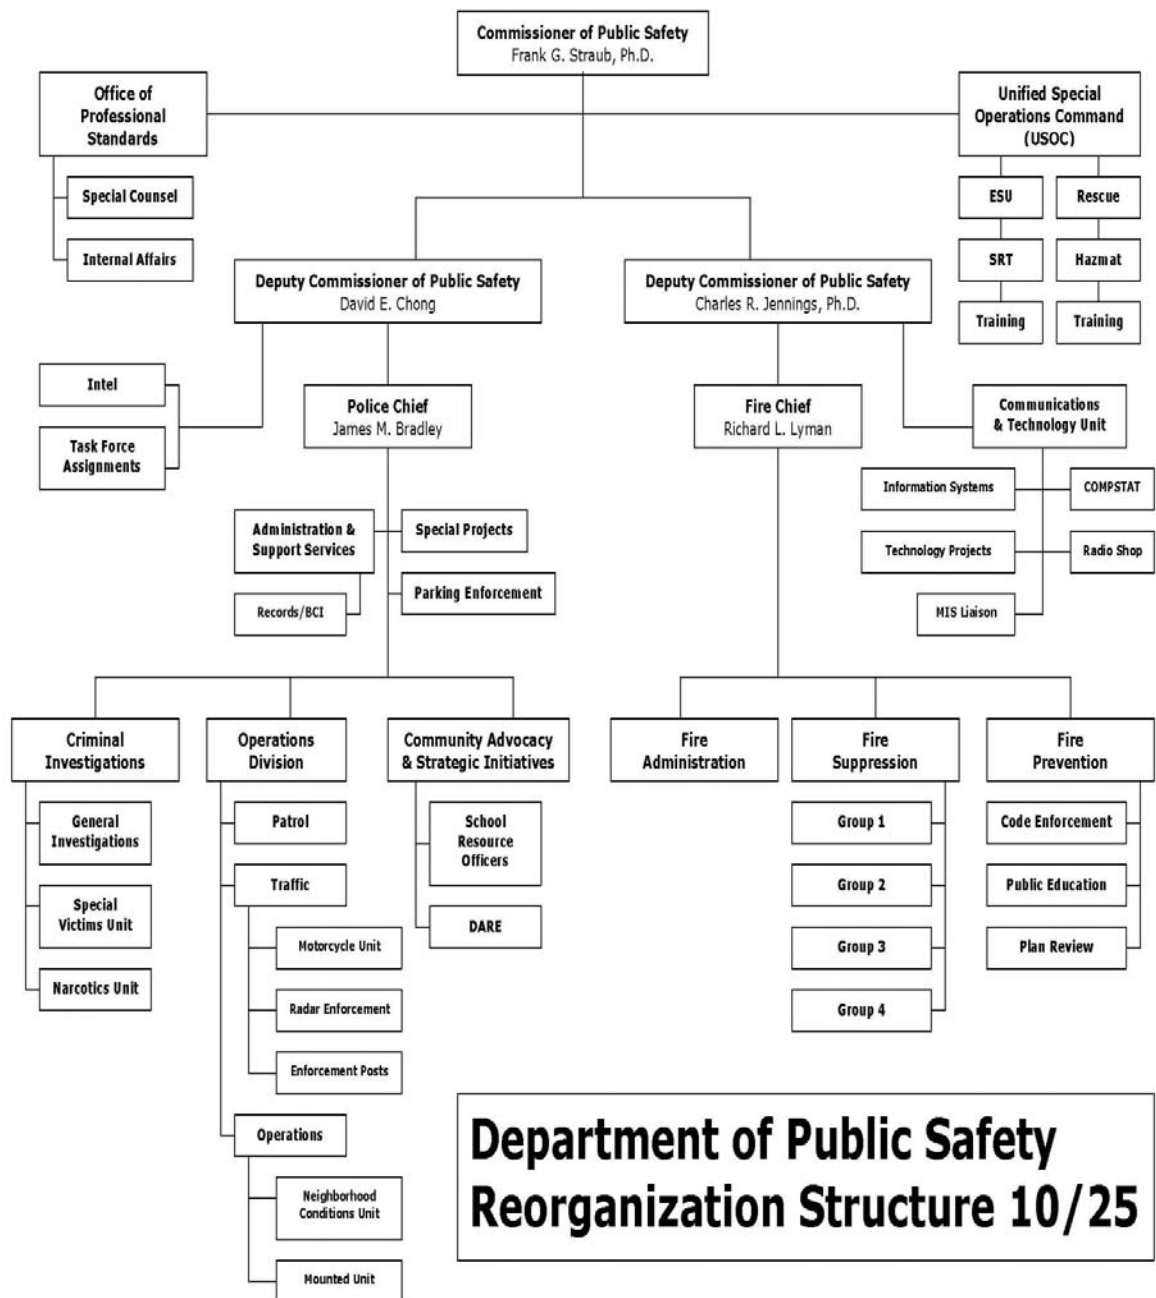 Commissioner of Public Safety
Frank G. Straub, Ph.D.
Office of
Professional
Standards
Unified Special
Operations Command
(USOC)
Special Counsel
Internal Affairs
ESU
Rescue
SRT
Hazmat
Training
Training
Deputy Commissioner of Public Safety
David E. Chong
Deputy Commissioner of Public Safety
Charles R. Jennings, Ph.D.
Intel
Task Force
Assignments
Police Chief
James M. Bradley
Fire Chief
Richard L. Lyman
Communications
& Technology Unit
Information Systems
COMPSTAT
Technology Projects
Radio Shop
MIS Liaison
Administration &
Support Services
Special Projects
Records/BCI
Parking Enforcement
Criminal
Investigations
Operations
Division
Community Advocacy
& Strategic Initiatives
Fire
Administration
Fire
Suppression
Fire
Prevention
General
Investigations
Special
Victims Unit
Narcotics Unit
Patrol
Traffic
Motorcycle Unit
Radar Enforcement
Enforcement Posts
Operations
Neighborhood
Conditions Unit
Mounted Unit
School
Resource
Officers
DARE
Group 1
Group 2
Group 3
Group 4
Code Enforcement
Public Education
Plan Review
Department of Public Safety
Reorganization Structure 10/25